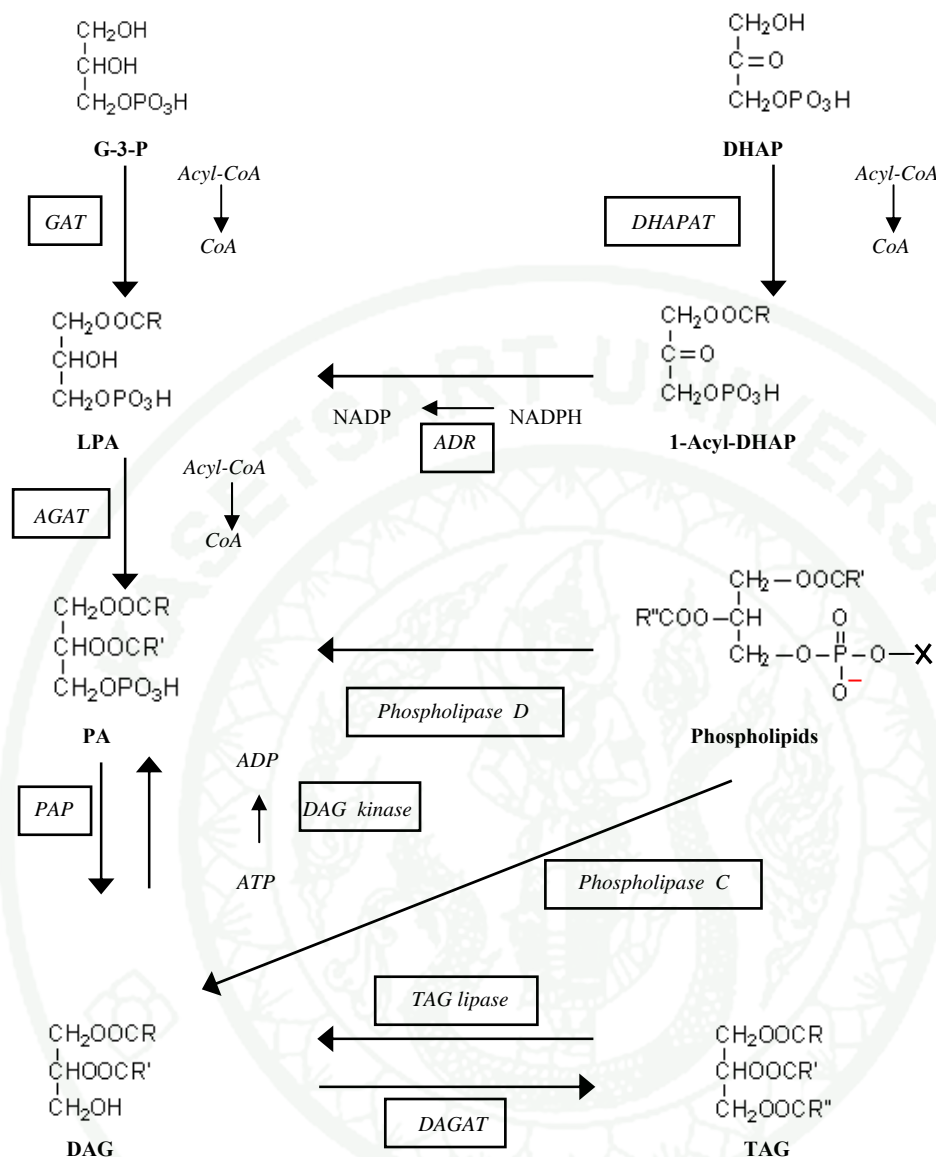 CH₂OH
CHOH
CH₂OPO₃H
G-3-P
CH₂OH
C=O
CH₂OPO₃H
DHAP
Acyl-CoA
CoA
GAT
DHAPAT
Acyl-CoA
CoA
CH₂OOCR
CHOH
CH₂OPO₃H
LPA
CH₂OOCR
C=O
CH₂OPO₃H
1-Acyl-DHAP
NADP
NADPH
ADR
Acyl-CoA
CoA
AGAT
CH₂OOCR
CHOOCR'
CH₂OPO₃H
PA
CH₂—OOCR'
R"COO—CH
O
CH₂—O—P—O—X
O−
Phospholipids
Phospholipase D
PAP
ADP
DAG kinase
ATP
Phospholipase C
TAG lipase
CH₂OOCR
CHOOCR'
CH₂OH
DAG
DAGAT
CH₂OOCR
CHOOCR'
CH₂OOCR"
TAG
KASETSART UNIVERS